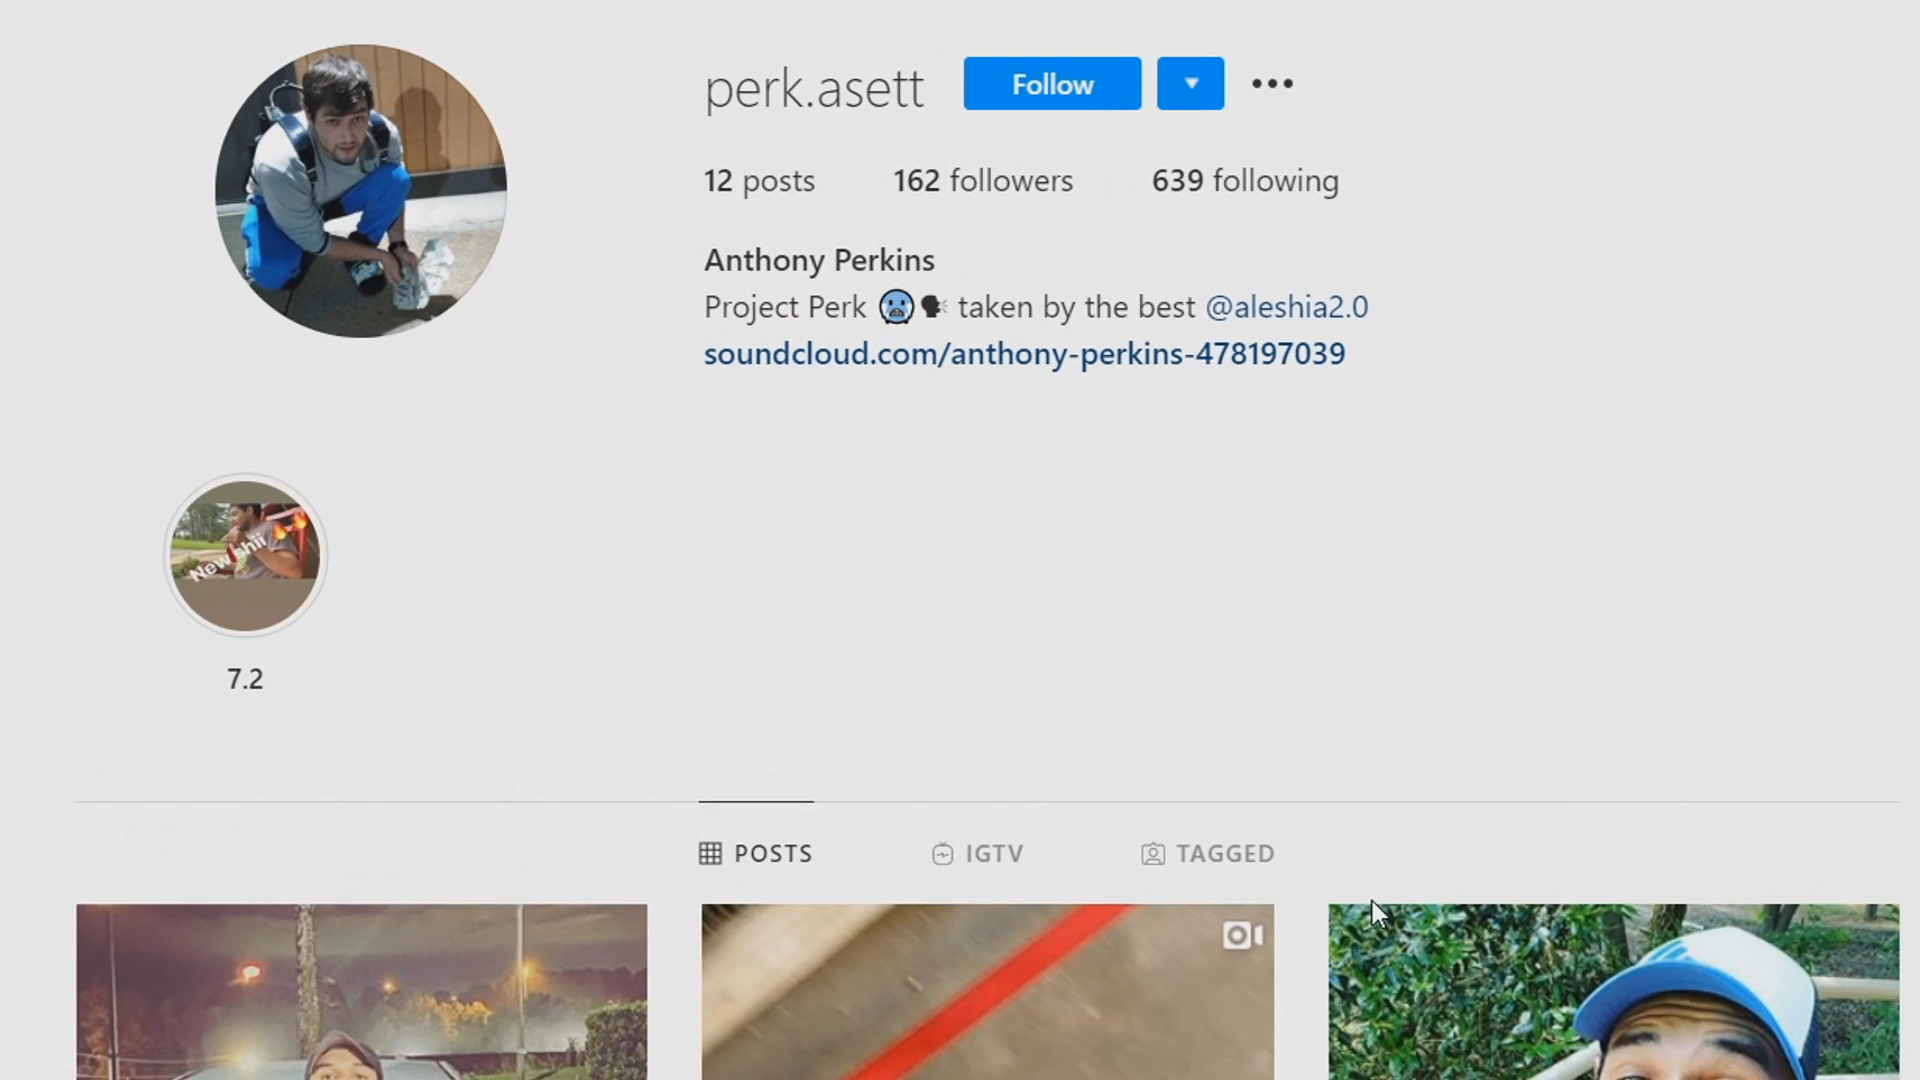 perk.asett Follow
12 posts 162 followers 639 following
Anthony Perkins
Project Perk 🥶🗣 taken by the best @aleshia2.0
soundcloud.com/anthony-perkins-478197039
New shii
7.2
POSTS IGTV TAGGED